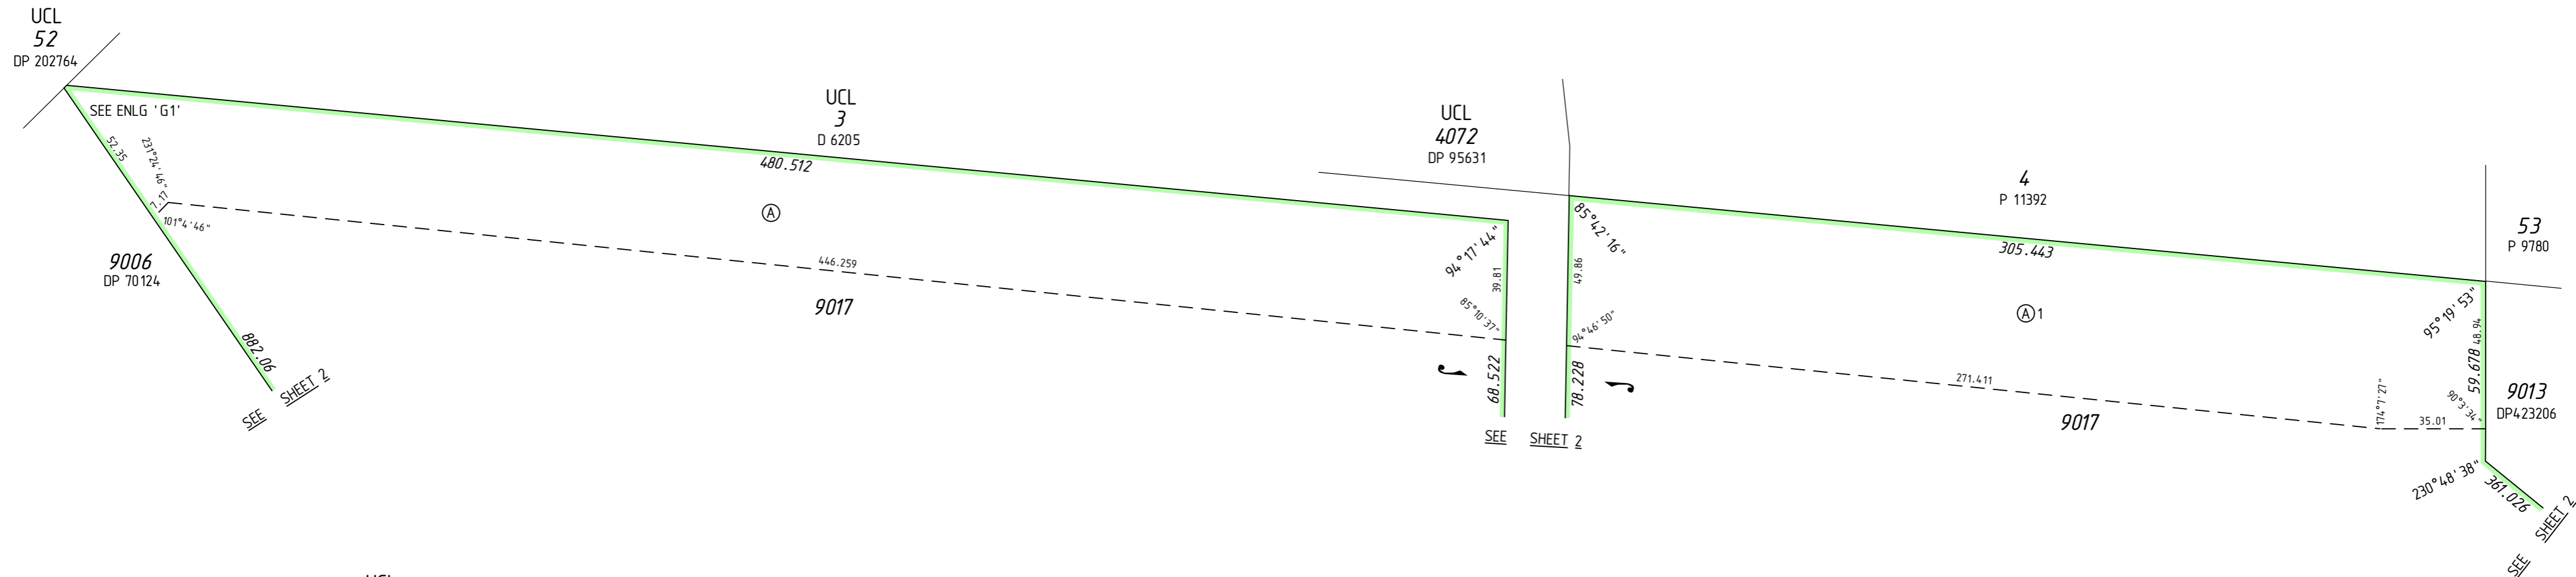 UCL
52
DP 202764
SEE ENLG 'G1'
52.35
231°24'46"
7.17
101°4'46"
9006
DP 70124
882.06
SEE SHEET 2
UCL
3
D 6205
480.512
A
446.259
9017
UCL
4072
DP 95631
94°17'44"
39.81
85°10'37"
68.522
SEE SHEET 2
85°42'16"
49.86
94°46'50"
78.228
4
P 11392
305.443
A 1
271.411
9017
53
P 9780
95°19'53"
48.94
59.678
90°3'34"
174°7'27"
35.01
9013
DP423206
230°48'38"
361.026
SEE SHEET 2